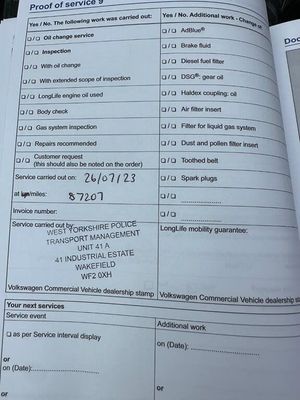 Proof of service 9
Yes / No. The following work was carried out:
❏ / ❏ Oil change service
❏ / ❏ Inspection
❏ / ❏ With oil change
❏ / ❏ With extended scope of inspection
❏ / ❏ LongLife engine oil used
❏ / ❏ Body check
❏ / ❏ Gas system inspection
❏ / ❏ Repairs recommended
❏ / ❏ Customer request
(this should also be noted on the order)
Service carried out on: 26/07/23
at km/miles: 87207
Invoice number:
Service carried out by:
WEST YORKSHIRE POLICE
TRANSPORT MANAGEMENT
UNIT 41 A
41 INDUSTRIAL ESTATE
WAKEFIELD
WF2 0XH
Volkswagen Commercial Vehicle dealership stamp
Yes / No. Additional work - Change of
❏ / ❏ AdBlue®
❏ / ❏ Brake fluid
❏ / ❏ Diesel fuel filter
❏ / ❏ DSG®: gear oil
❏ / ❏ Haldex coupling: oil
❏ / ❏ Air filter insert
❏ / ❏ Filter for liquid gas system
❏ / ❏ Dust and pollen filter insert
❏ / ❏ Toothed belt
❏ / ❏ Spark plugs
❏ / ❏ ....................
❏ / ❏ ....................
LongLife mobility guarantee:
Volkswagen Commercial Vehicle dealership
Your next services
Service event
❏ as per Service interval display
or
on (Date):....................
or
Additional work
on (Date): ....................
or
Doc